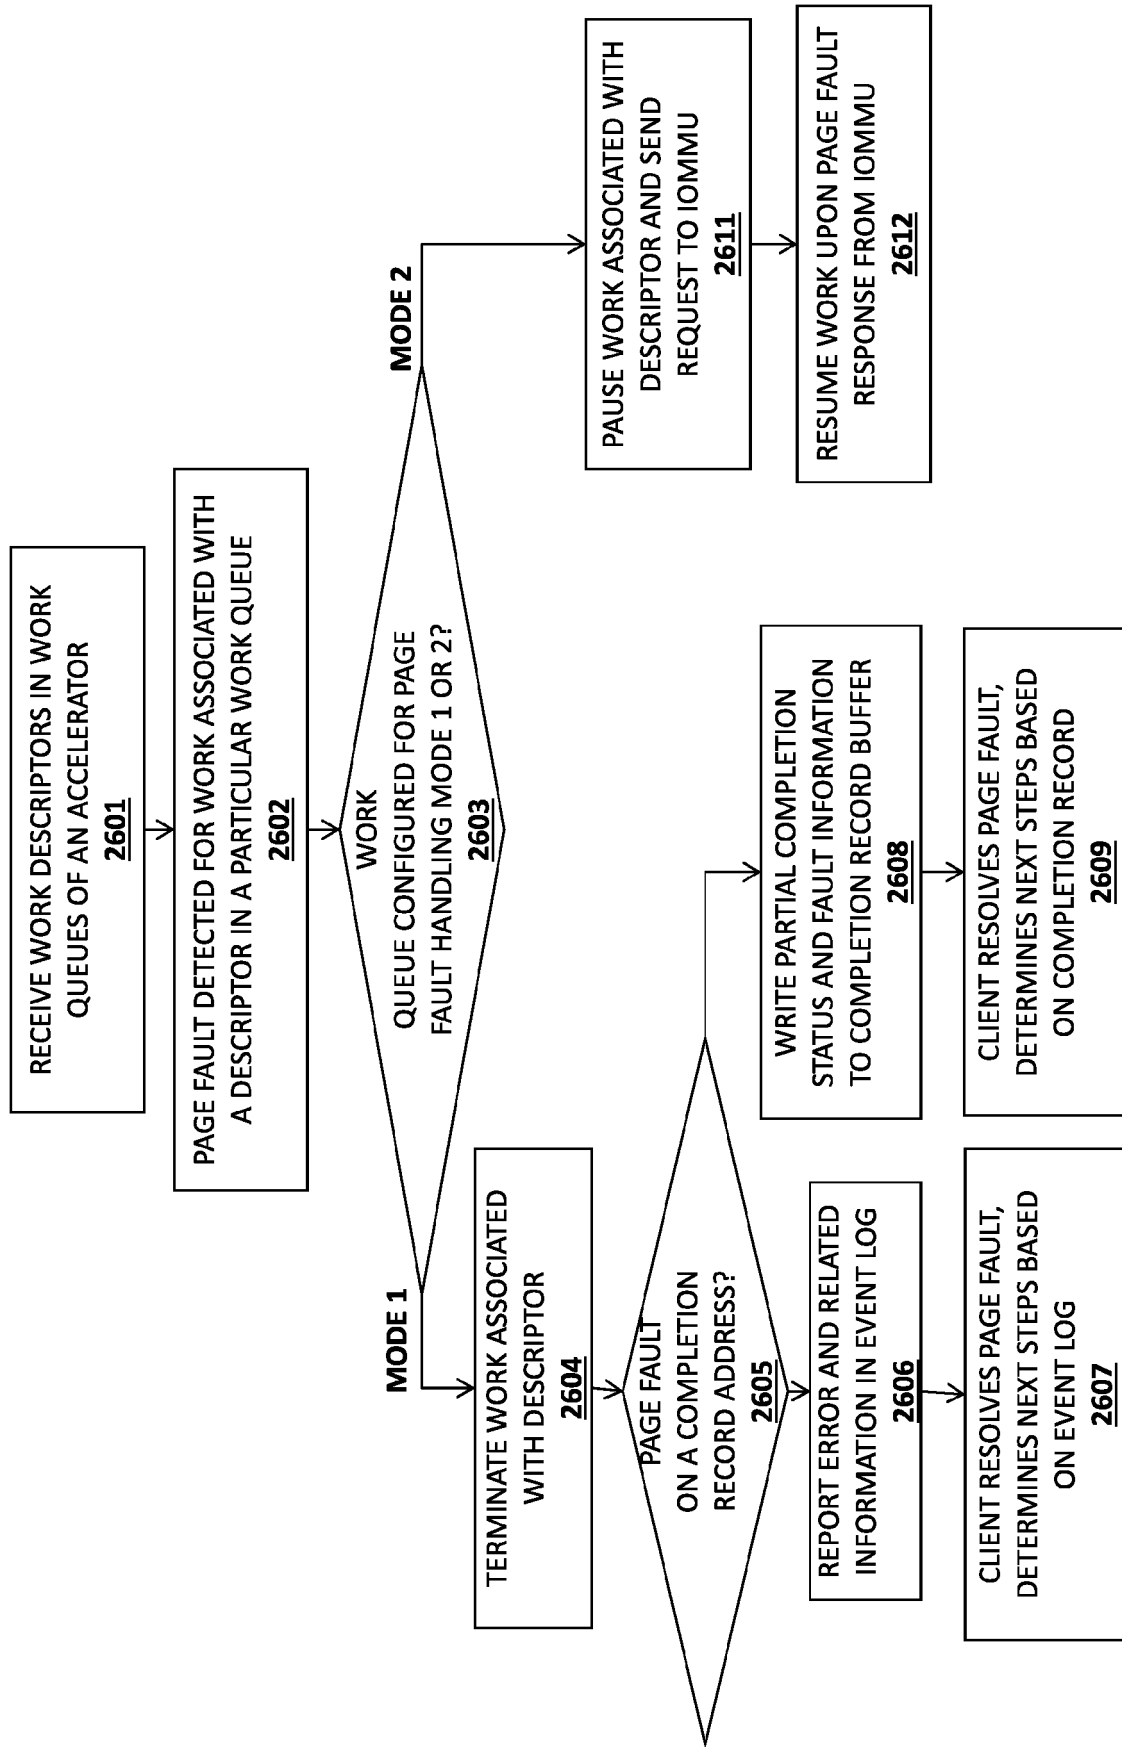 RECEIVE WORK DESCRIPTORS IN WORK
QUEUES OF AN ACCELERATOR
2601
PAGE FAULT DETECTED FOR WORK ASSOCIATED WITH
A DESCRIPTOR IN A PARTICULAR WORK QUEUE
2602
WORK
QUEUE CONFIGURED FOR PAGE
FAULT HANDLING MODE 1 OR 2?
2603
MODE 1
MODE 2
TERMINATE WORK ASSOCIATED
WITH DESCRIPTOR
2604
PAGE FAULT
ON A COMPLETION
RECORD ADDRESS?
2605
REPORT ERROR AND RELATED
INFORMATION IN EVENT LOG
2606
CLIENT RESOLVES PAGE FAULT,
DETERMINES NEXT STEPS BASED
ON EVENT LOG
2607
WRITE PARTIAL COMPLETION
STATUS AND FAULT INFORMATION
TO COMPLETION RECORD BUFFER
2608
CLIENT RESOLVES PAGE FAULT,
DETERMINES NEXT STEPS BASED
ON COMPLETION RECORD
2609
PAUSE WORK ASSOCIATED WITH
DESCRIPTOR AND SEND
REQUEST TO IOMMU
2611
RESUME WORK UPON PAGE FAULT
RESPONSE FROM IOMMU
2612